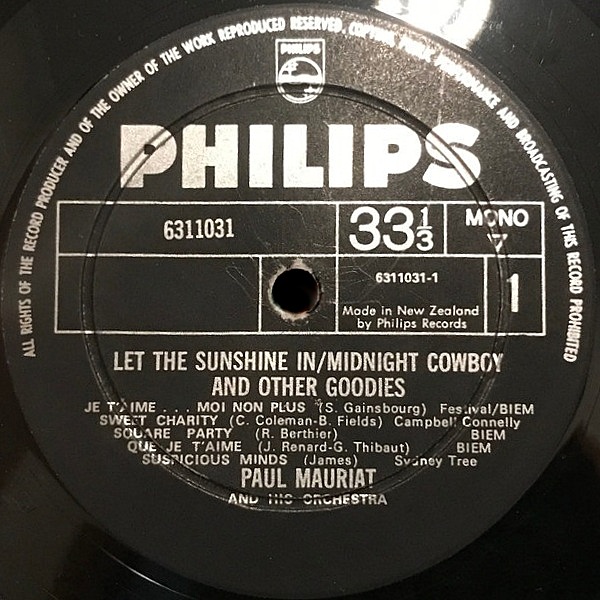 ALL RIGHTS OF THE RECORD PRODUCER AND OF THE OWNER OF THE WORK REPRODUCED RESERVED. COPYING, PUBLIC PERFORMANCE AND BROADCASTING OF THIS RECORD PROHIBITED
PHILIPS
PHILIPS
6311031
33 1/3
MONO
6311031-1
Made in New Zealand
by Philips Records
1
LET THE SUNSHINE IN/MIDNIGHT COWBOY
AND OTHER GOODIES
JE T'AIME . . . MOI NON PLUS (S. Gainsbourg) Festival/BIEM
SWEET CHARITY (C. Coleman-B. Fields) Campbell Connelly
SQUARE PARTY (R. Berthier) BIEM
QUE JE T'AIME (J. Renard-G. Thibaut) BIEM
SUSPICIOUS MINDS (James) Sydney Tree
PAUL MAURIAT
AND HIS ORCHESTRA